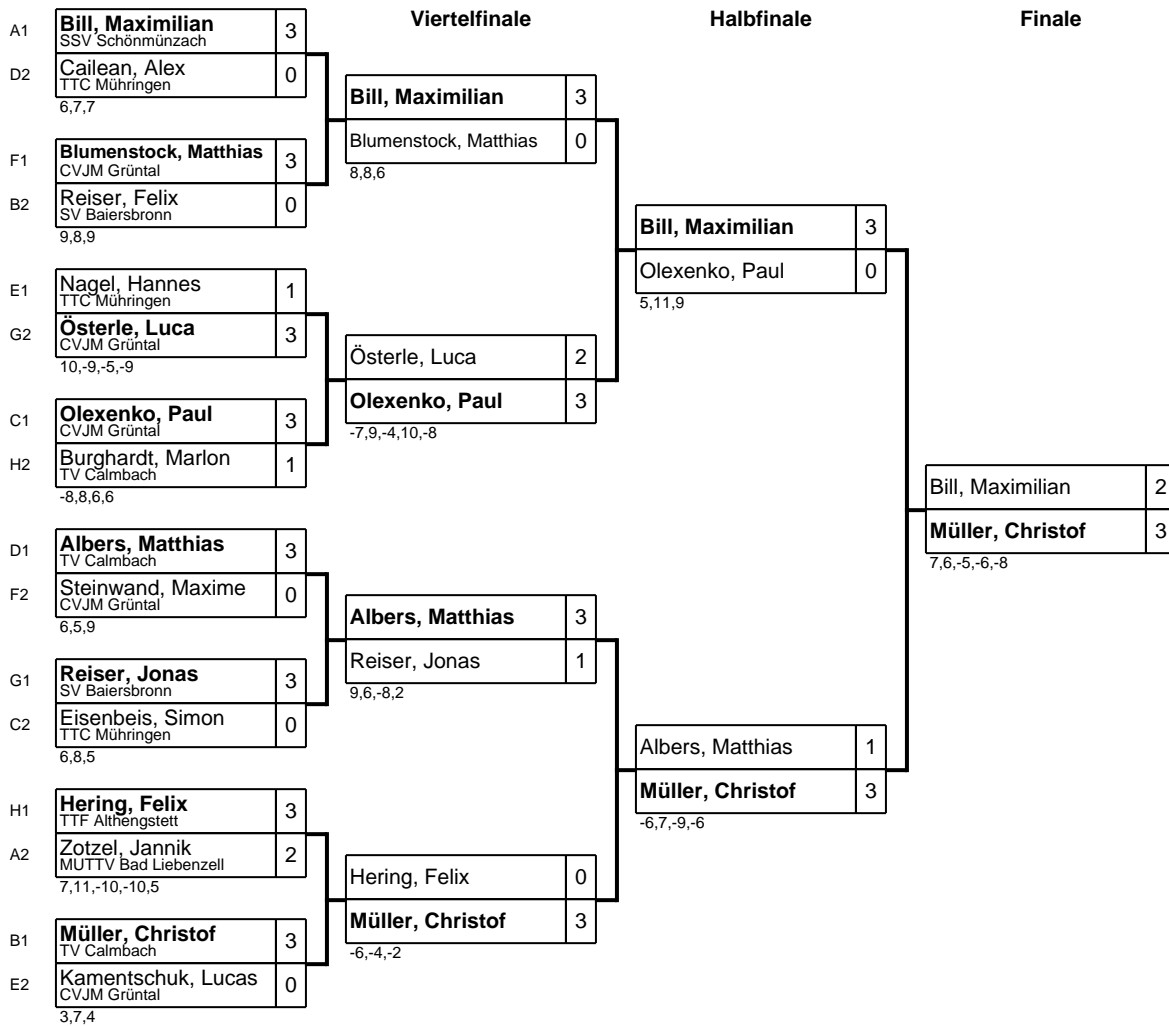 Viertelfinale
Halbfinale
Finale
A1 Bill, Maximilian 3
SSV Schönmünzach
D2 Cailean, Alex 0
TTC Mühringen
6,7,7
F1 Blumenstock, Matthias 3
CVJM Grüntal
B2 Reiser, Felix 0
SV Baiersbronn
9,8,9
E1 Nagel, Hannes 1
TTC Mühringen
G2 Österle, Luca 3
CVJM Grüntal
10,-9,-5,-9
C1 Olexenko, Paul 3
CVJM Grüntal
H2 Burghardt, Marlon 1
TV Calmbach
-8,8,6,6
D1 Albers, Matthias 3
TV Calmbach
F2 Steinwand, Maxime 0
CVJM Grüntal
6,5,9
G1 Reiser, Jonas 3
SV Baiersbronn
C2 Eisenbeis, Simon 0
TTC Mühringen
6,8,5
H1 Hering, Felix 3
TTF Althengstett
A2 Zotzel, Jannik 2
MUTTV Bad Liebenzell
7,11,-10,-10,5
B1 Müller, Christof 3
TV Calmbach
E2 Kamentschuk, Lucas 0
CVJM Grüntal
3,7,4
Bill, Maximilian 3
Blumenstock, Matthias 0
8,8,6
Österle, Luca 2
Olexenko, Paul 3
-7,9,-4,10,-8
Albers, Matthias 3
Reiser, Jonas 1
9,6,-8,2
Hering, Felix 0
Müller, Christof 3
-6,-4,-2
Bill, Maximilian 3
Olexenko, Paul 0
5,11,9
Albers, Matthias 1
Müller, Christof 3
-6,7,-9,-6
Bill, Maximilian 2
Müller, Christof 3
7,6,-5,-6,-8